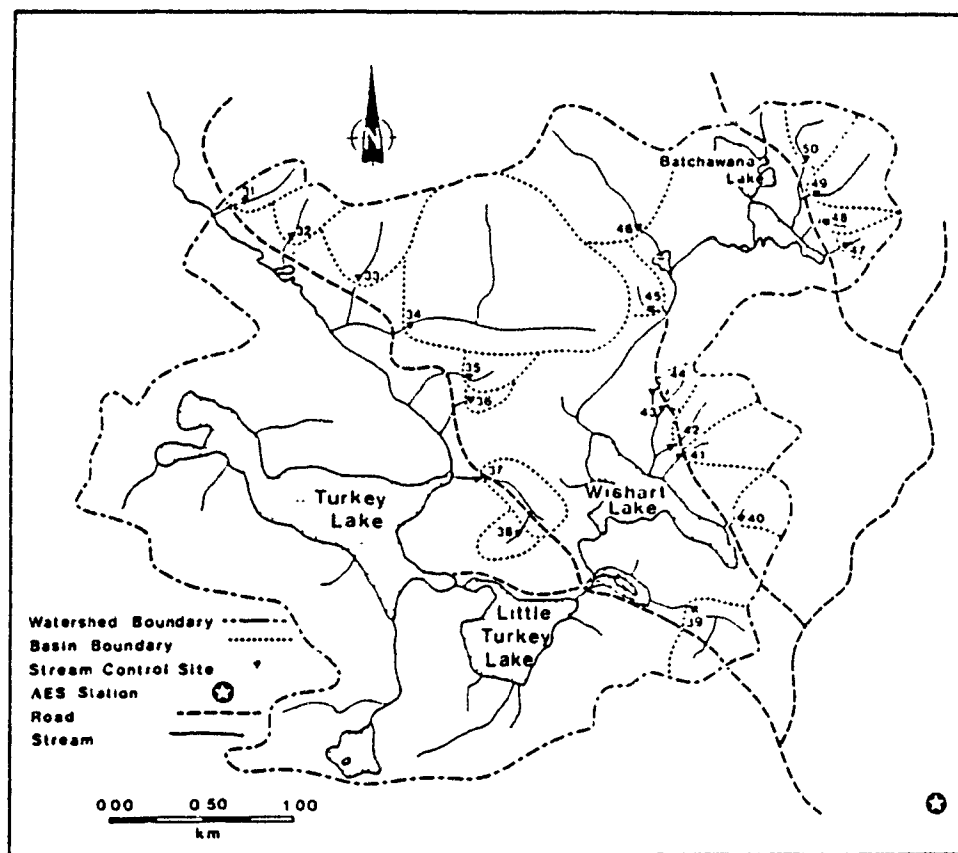 N
50
Batchawana
Lake
49
31
48
46
32
47
33
45
34
35
44
36
43
42
41
37
Turkey
Lake
Wishart
Lake
40
38
Little
Turkey
Lake
39
Watershed Boundary
Basin Boundary
Stream Control Site
AES Station
Road
Stream
0 00 0 50 1 00
km